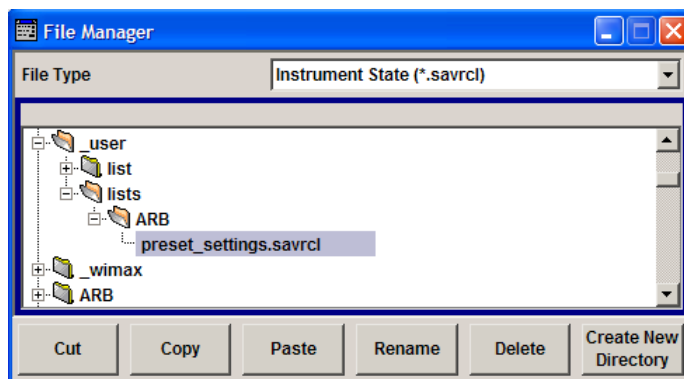 File Manager
File Type
Instrument State (*.savrcl)
_user
list
lists
ARB
preset_settings.savrcl
_wimax
ARB
Cut Copy Paste Rename Delete Create New
Directory